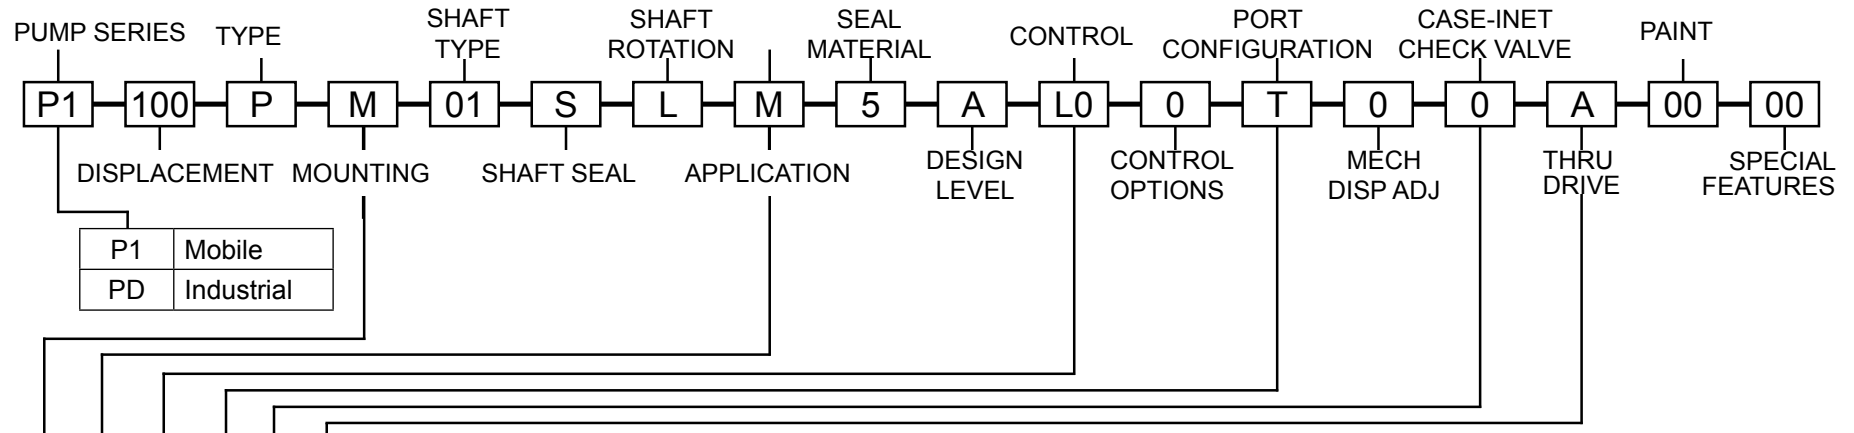 PUMP SERIES
TYPE
SHAFT
TYPE
SHAFT
ROTATION
SEAL
MATERIAL
CONTROL
PORT
CONFIGURATION
CASE-INET
CHECK VALVE
PAINT
P1 100 P M 01 S L M 5 A L0 0 T 0 0 A 00 00
DISPLACEMENT
MOUNTING
SHAFT SEAL
APPLICATION
DESIGN
LEVEL
CONTROL
OPTIONS
MECH
DISP ADJ
THRU
DRIVE
SPECIAL
FEATURES
P1 Mobile
PD Industrial